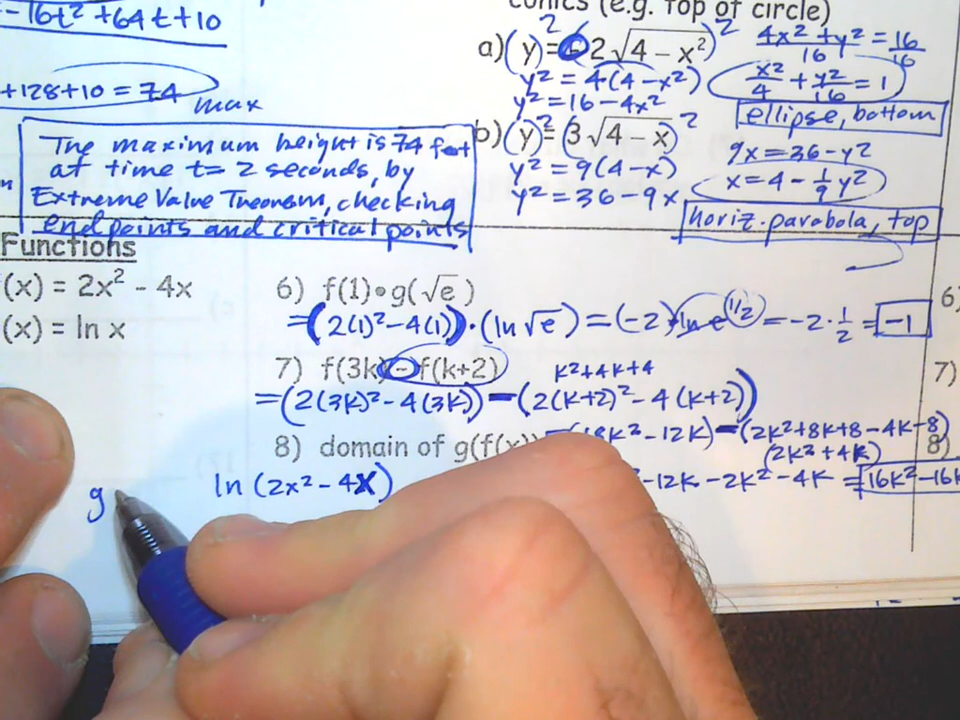 -16t² + 64t + 10
+128+10 = 74 max
The maximum height is 74 feet
at time t = 2 seconds, by
Extreme Value Theorem, checking
endpoints and critical points
conics (e.g. top of circle)
a) (y)² = (-2√4 - x²)²
y² = 4(4 - x²)
y² = 16 - 4x²
4x² + y² = 16
16 16
x²/4 + y²/16 = 1
ellipse, bottom
b) (y)² = (3√4 - x)²
y² = 9(4 - x)
y² = 36 - 9x
9x = 36 - y²
x = 4 - 1/9 y²
horiz. parabola, top
Functions
(x) = 2x² - 4x
(x) = ln x
6) f(1)•g(√e)
= (2(1)² - 4(1)) · (ln √e) = (-2) · ln e^(1/2) = -2 · 1/2 = -1
7) f(3k) - f(k+2)
k² + 4k + 4
= (2(3k)² - 4(3k)) - (2(k+2)² - 4(k+2))
k² - 12k) - (2k² + 8k + 8 - 4k - 8)
(2k² + 4k)
- 12k - 2k² - 4k = 16k² - 16k
8) domain of g(f(x))
g ln (2x² - 4x)
6)
7)
8)